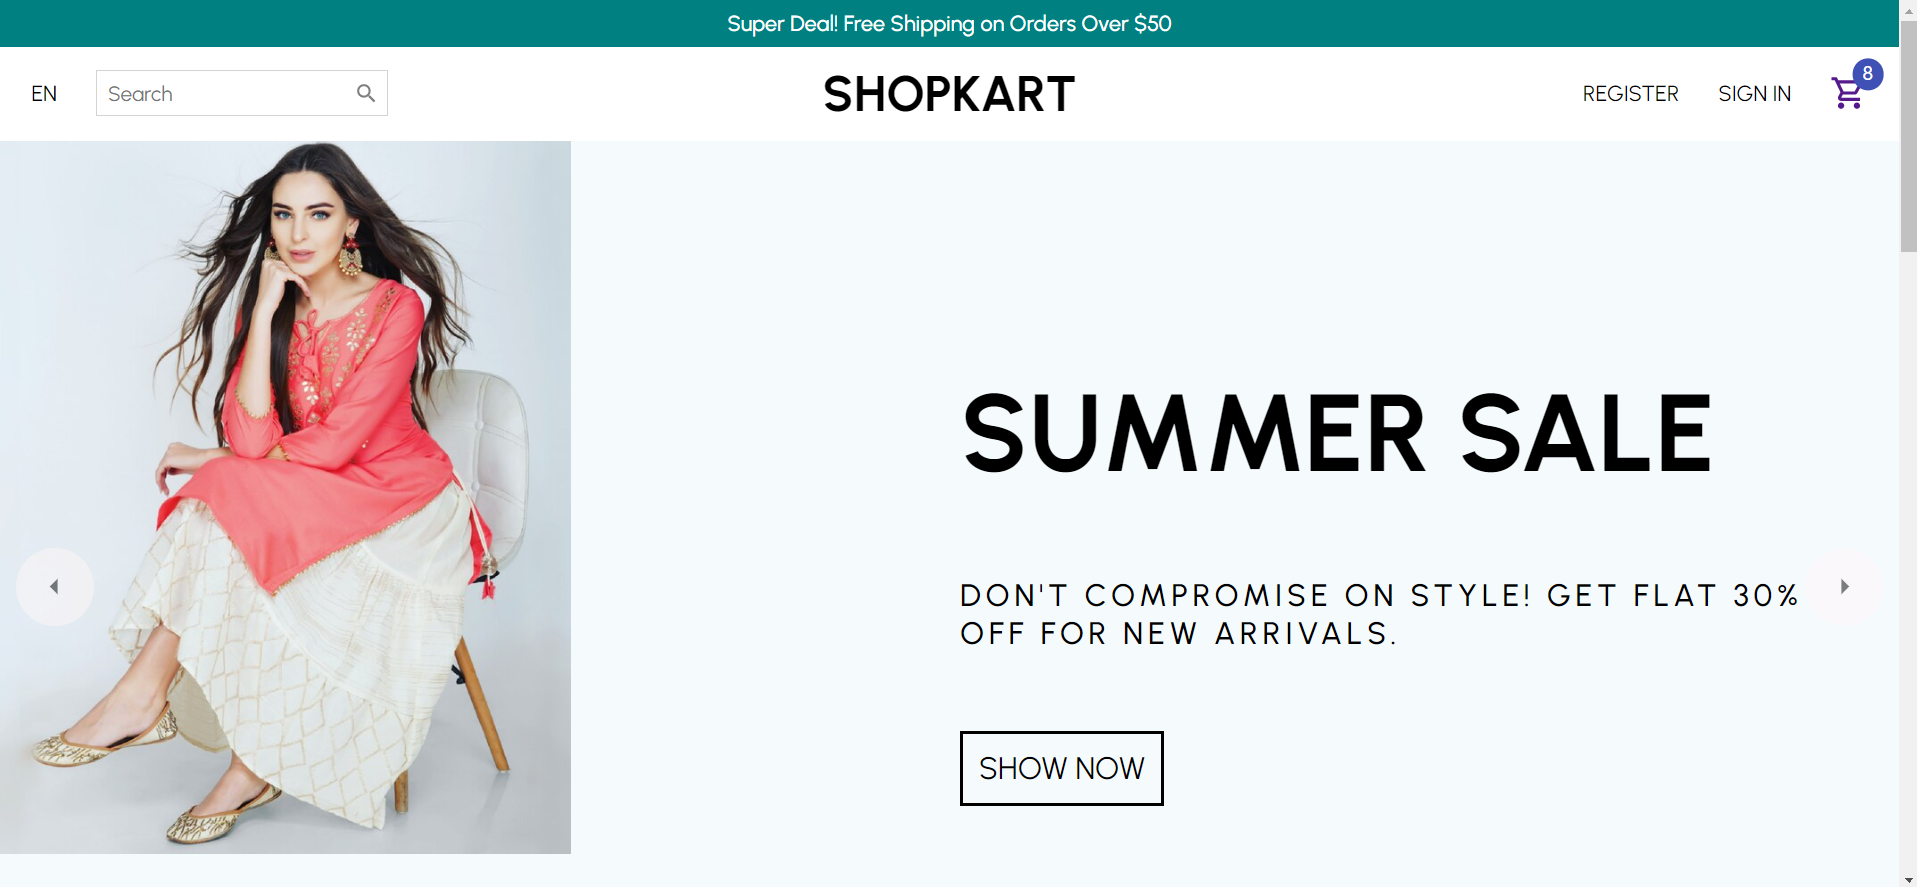 Super Deal! Free Shipping on Orders Over $50
EN
Search
SHOPKART
REGISTER
SIGN IN
8
SUMMER SALE
DON'T COMPROMISE ON STYLE! GET FLAT 30%
OFF FOR NEW ARRIVALS.
SHOW NOW